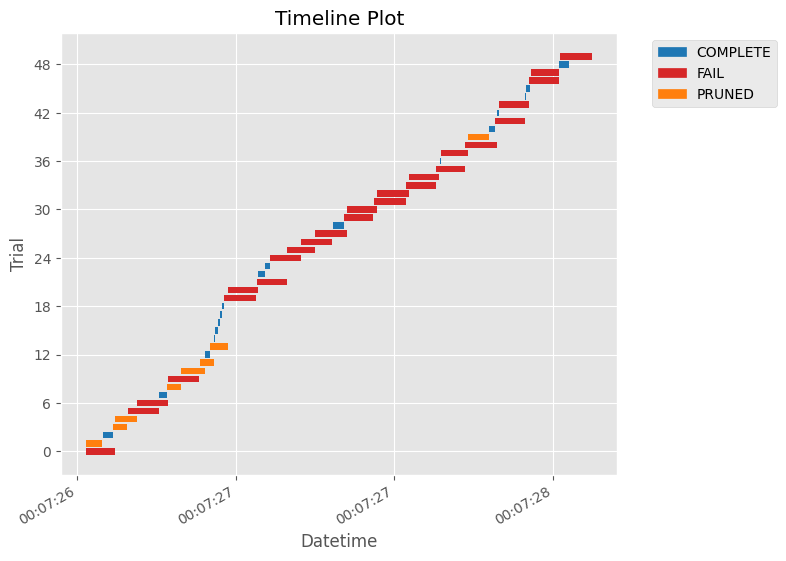 Timeline Plot
COMPLETE
FAIL
PRUNED
48
42
36
30
24
18
12
6
0
Trial
00:07:26
00:07:27
00:07:27
00:07:28
Datetime